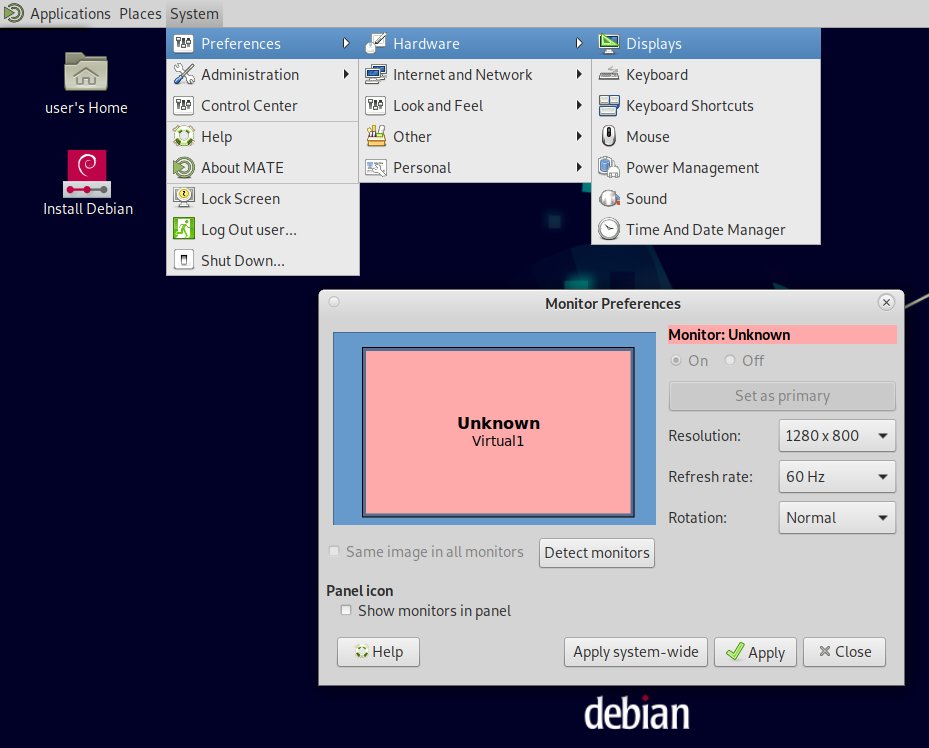 Applications Places System
Preferences
Administration
Control Center
Help
About MATE
Lock Screen
Log Out user...
Shut Down...
Hardware
Internet and Network
Look and Feel
Other
Personal
Displays
Keyboard
Keyboard Shortcuts
Mouse
Power Management
Sound
Time And Date Manager
user's Home
Install Debian
Monitor Preferences
Unknown
Virtual1
Monitor: Unknown
On Off
Set as primary
Resolution: 1280 x 800
Refresh rate: 60 Hz
Rotation: Normal
Same image in all monitors Detect monitors
Panel icon
Show monitors in panel
Help Apply system-wide Apply Close
debian